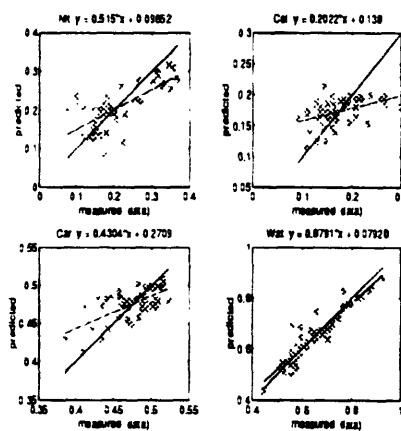 Nit y = 0.515*x + 0.09852
Cel y = 0.2022*x + 0.138
0.4
0.3
0.2
0.1
0
predicted
0 0.1 0.2 0.3 0.4
measured data)
0.3
0.25
0.2
0.15
0.1
0.05
predicted
0.1 0.2 0.3
measured data)
Car y = 0.4304*x + 0.2709
Wat y = 0.8791*x + 0.07928
0.55
0.5
0.45
0.4
0.35
predicted
0.35 0.4 0.45 0.5 0.55
measured data)
1
0.8
0.6
0.4
predicted
0.4 0.6 0.8 1
measured data)